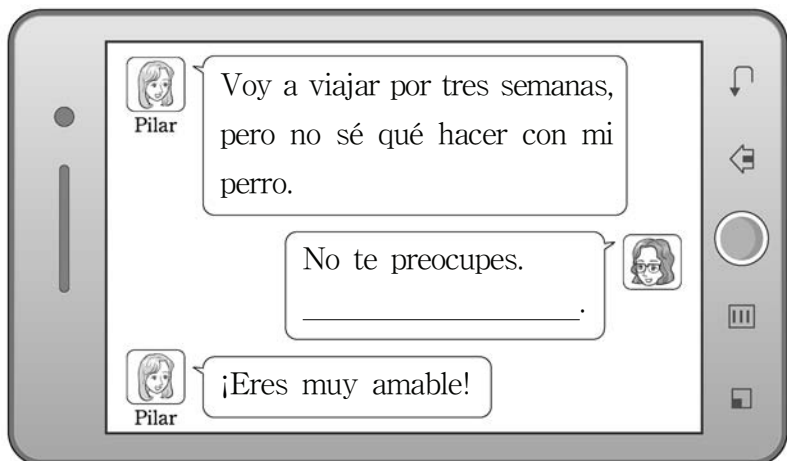 Voy a viajar por tres semanas,
pero no sé qué hacer con mi
perro.
Pilar
No te preocupes.
____________________.
¡Eres muy amable!
Pilar